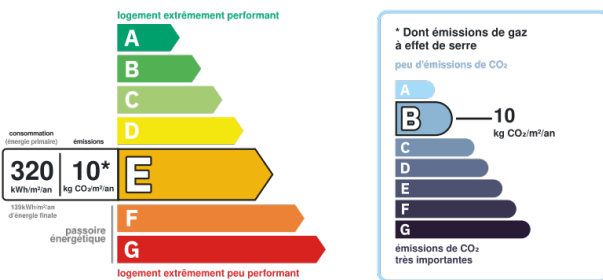 logement extrêmement performant
A
B
C
D
consommation
(énergie primaire)
émissions
320
kWh/m²/an
10*
kg CO₂/m²/an
E
139kWh/m²/an
d'énergie finale
passoire
énergétique
F
G
logement extrêmement peu performant
* Dont émissions de gaz
à effet de serre
peu d'émissions de CO₂
A
B
10
kg CO₂/m²/an
C
D
E
F
G
émissions de CO₂
très importantes